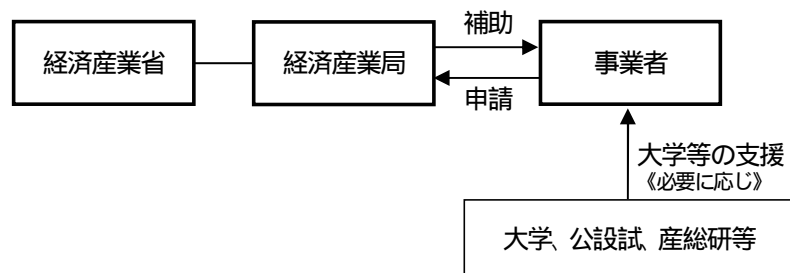 補助
経済産業省
経済産業局
事業者
申請
大学等の支援
《必要に応じ》
大学、公設試、産総研等